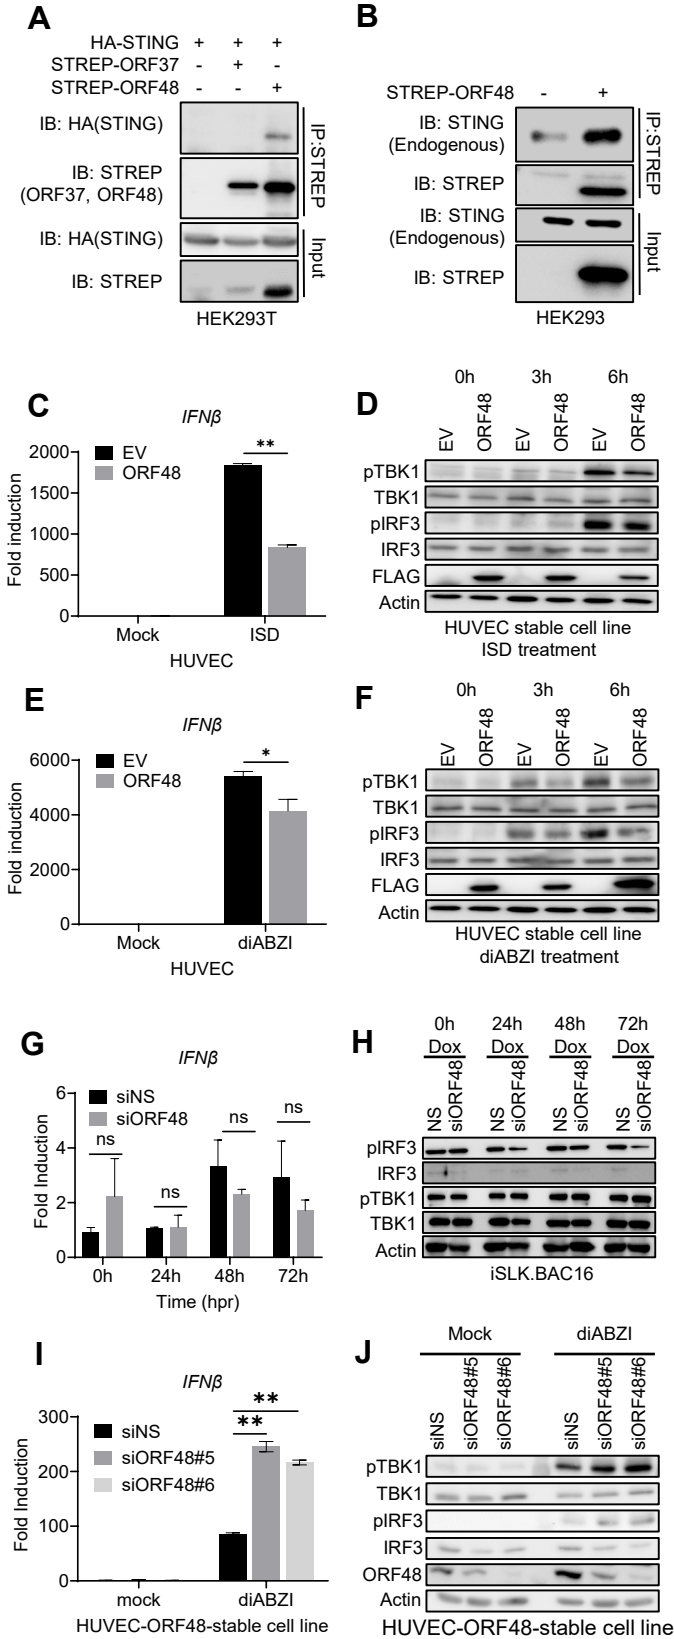 A
HA-STING + + +
STREP-ORF37 - + -
STREP-ORF48 - - +
IB: HA(STING)
IB: STREP
(ORF37, ORF48)
IP:STREP
IB: HA(STING)
IB: STREP
Input
HEK293T
B
STREP-ORF48 - +
IB: STING
(Endogenous)
IB: STREP
IP:STREP
IB: STING
(Endogenous)
IB: STREP
Input
HEK293
C
IFNβ
EV
ORF48
**
Fold induction
2000
1500
1000
500
0
Mock ISD
HUVEC
D
0h 3h 6h
EV ORF48 EV ORF48 EV ORF48
pTBK1
TBK1
pIRF3
IRF3
FLAG
Actin
HUVEC stable cell line
ISD treatment
E
IFNβ
EV
ORF48
*
Fold induction
6000
4000
2000
0
Mock diABZI
HUVEC
F
0h 3h 6h
EV ORF48 EV ORF48 EV ORF48
pTBK1
TBK1
pIRF3
IRF3
FLAG
Actin
HUVEC stable cell line
diABZI treatment
G
IFNβ
siNS
siORF48
ns ns ns ns
Fold Induction
6
4
2
0
0h 24h 48h 72h
Time (hpr)
H
0h 24h 48h 72h
Dox Dox Dox Dox
NS siORF48 NS siORF48 NS siORF48 NS siORF48
pIRF3
IRF3
pTBK1
TBK1
Actin
iSLK.BAC16
I
IFNβ
siNS
siORF48#5
siORF48#6
**
**
Fold Induction
300
200
100
0
mock diABZI
HUVEC-ORF48-stable cell line
J
Mock diABZI
siNS siORF48#5 siORF48#6 siNS siORF48#5 siORF48#6
pTBK1
TBK1
pIRF3
IRF3
ORF48
Actin
HUVEC-ORF48-stable cell line